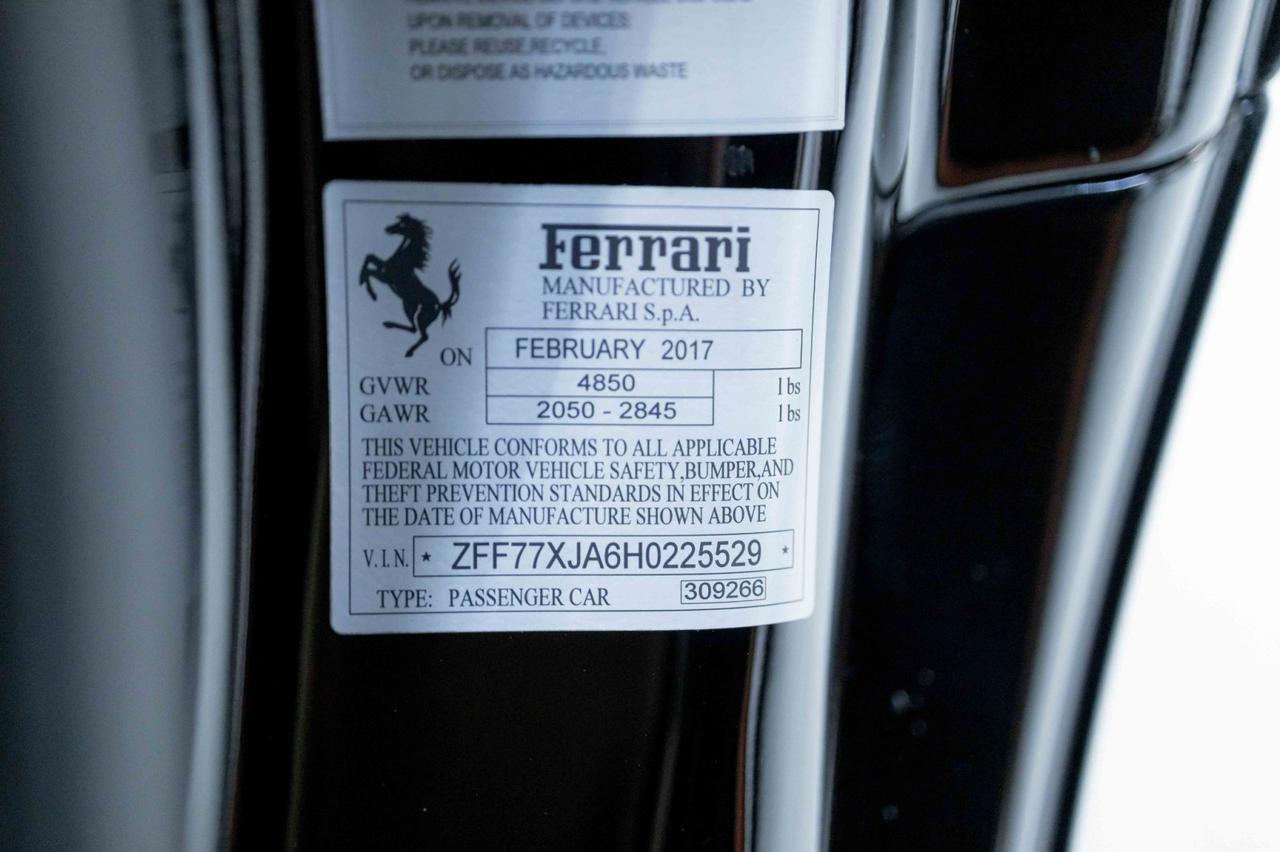 UPON REMOVAL OF DEVICES:
PLEASE REUSE,RECYCLE,
OR DISPOSE AS HAZARDOUS WASTE
Ferrari
MANUFACTURED BY
FERRARI S.p.A.
ON FEBRUARY 2017
GVWR 4850 lbs
GAWR 2050 - 2845 lbs
THIS VEHICLE CONFORMS TO ALL APPLICABLE
FEDERAL MOTOR VEHICLE SAFETY,BUMPER,AND
THEFT PREVENTION STANDARDS IN EFFECT ON
THE DATE OF MANUFACTURE SHOWN ABOVE
V.I.N. * ZFF77XJA6H0225529 *
TYPE: PASSENGER CAR 309266